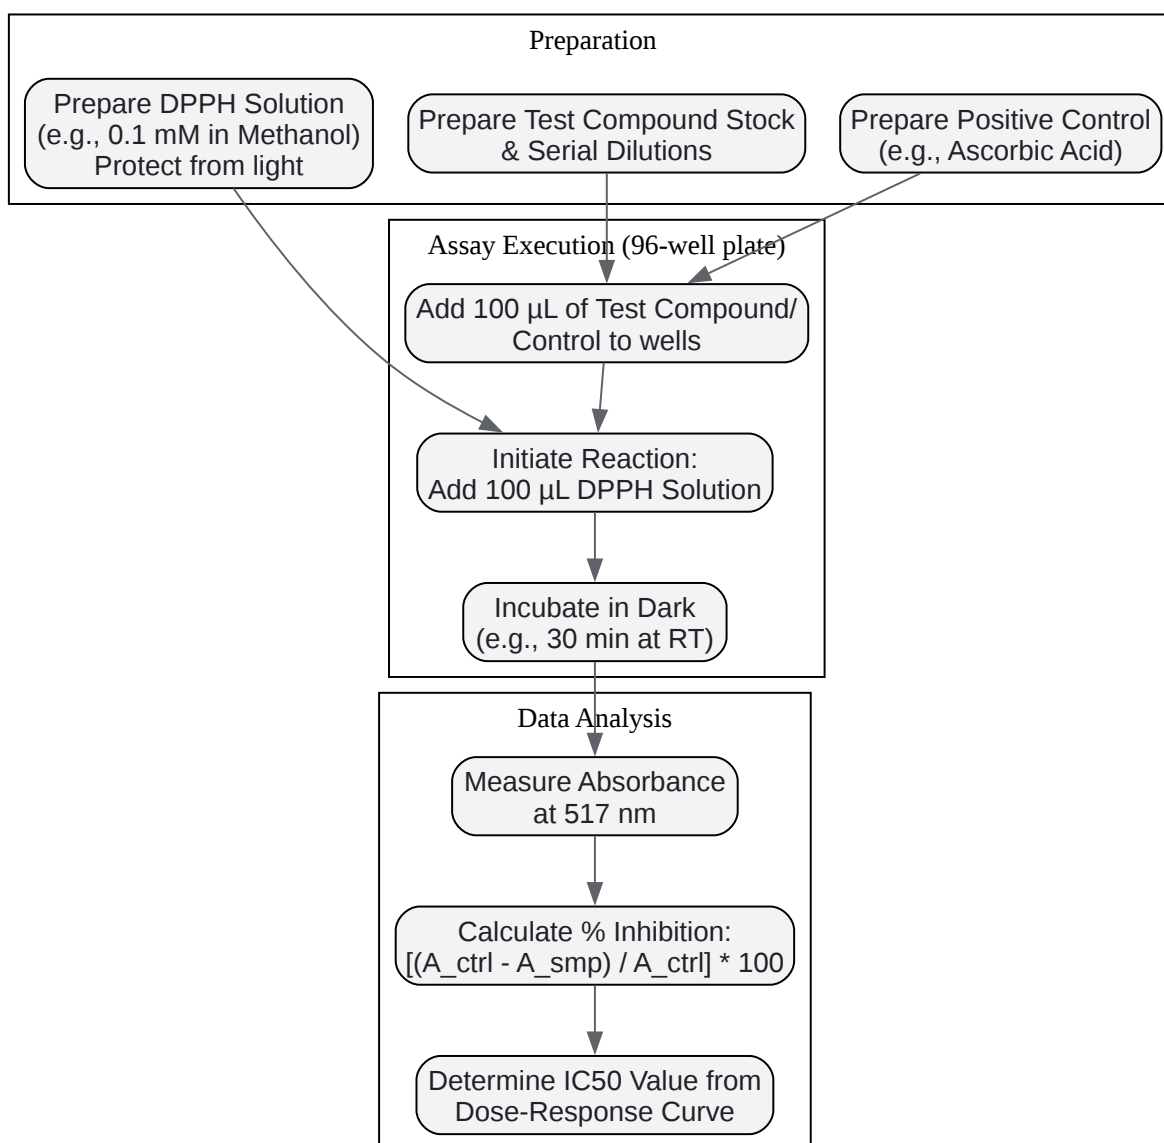 Preparation
Prepare DPPH Solution
(e.g., 0.1 mM in Methanol)
Protect from light
Prepare Test Compound Stock
& Serial Dilutions
Prepare Positive Control
(e.g., Ascorbic Acid)
Assay Execution (96-well plate)
Add 100 µL of Test Compound/
Control to wells
Initiate Reaction:
Add 100 µL DPPH Solution
Incubate in Dark
(e.g., 30 min at RT)
Data Analysis
Measure Absorbance
at 517 nm
Calculate % Inhibition:
[(A_ctrl - A_smp) / A_ctrl] * 100
Determine IC50 Value from
Dose-Response Curve